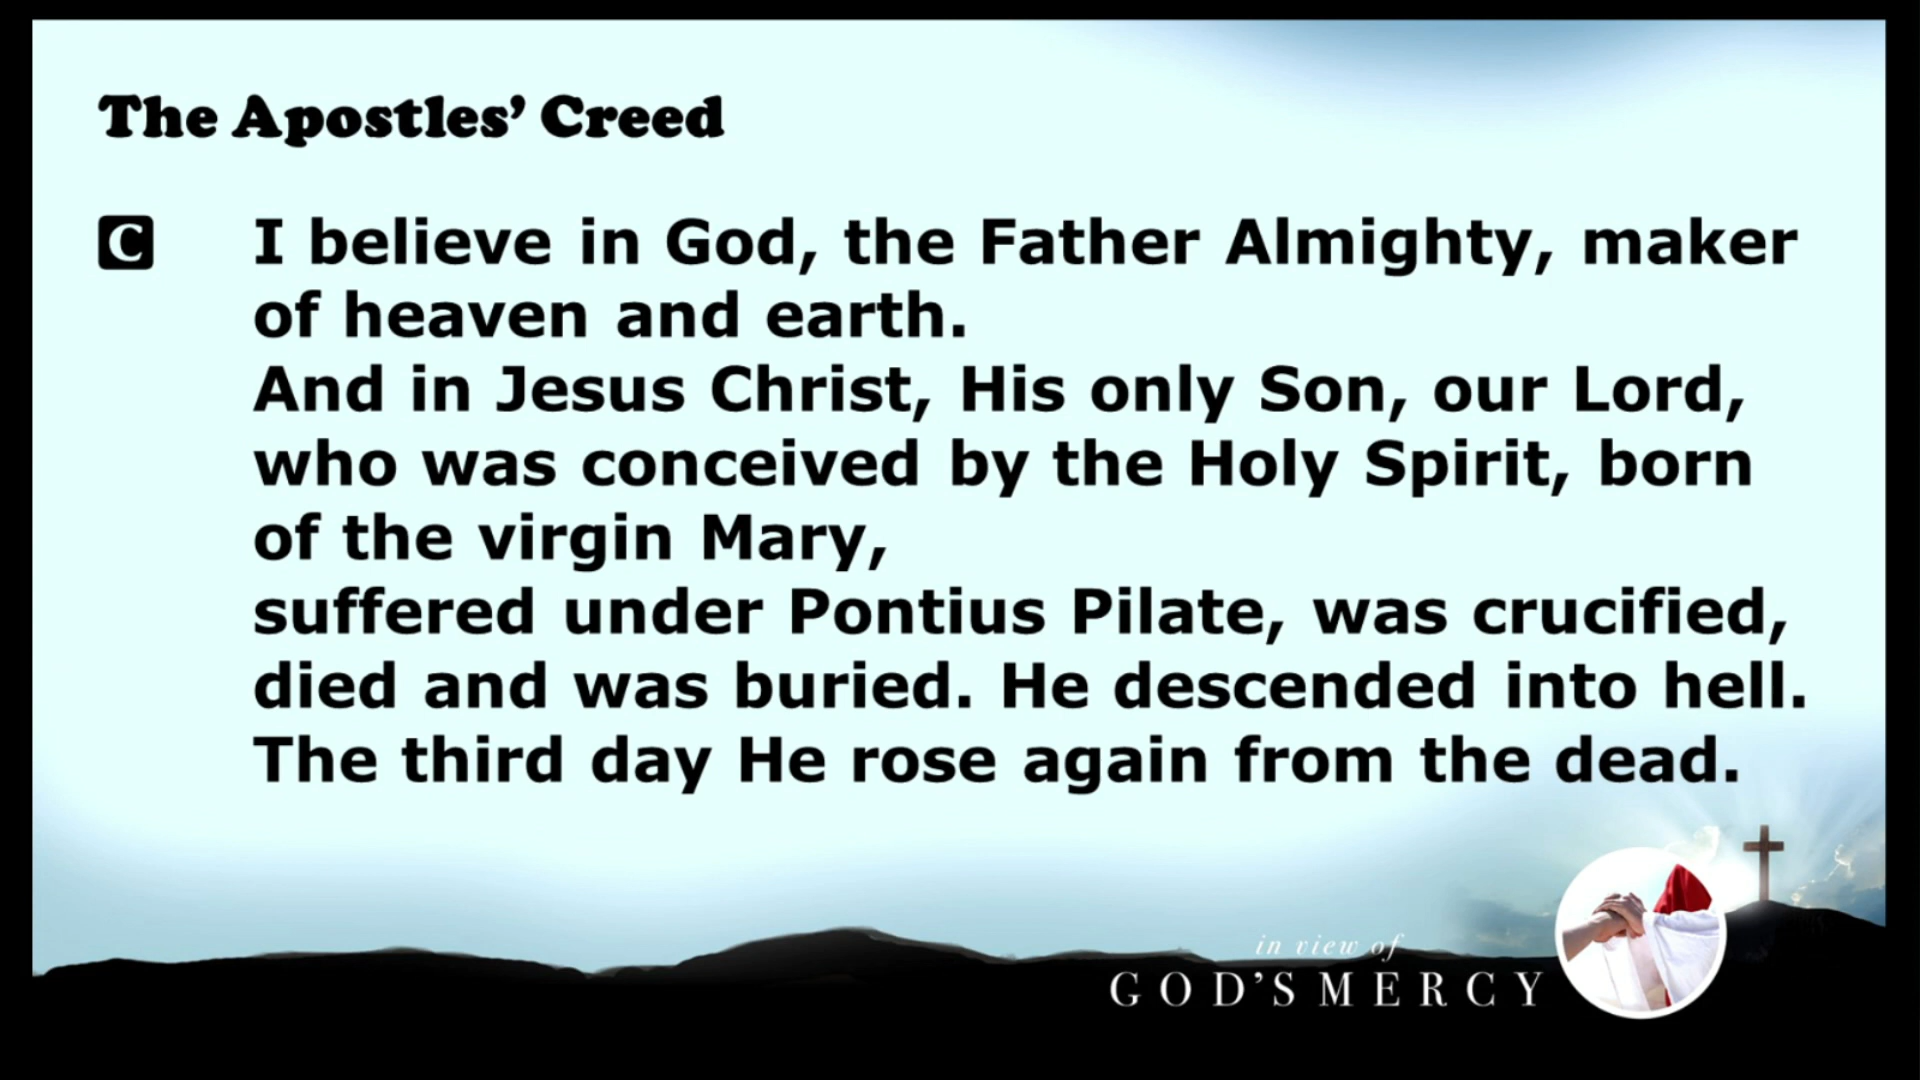 The Apostles’ Creed
C I believe in God, the Father Almighty, maker
of heaven and earth.
And in Jesus Christ, His only Son, our Lord,
who was conceived by the Holy Spirit, born
of the virgin Mary,
suffered under Pontius Pilate, was crucified,
died and was buried. He descended into hell.
The third day He rose again from the dead.
in view of
GOD’S MERCY